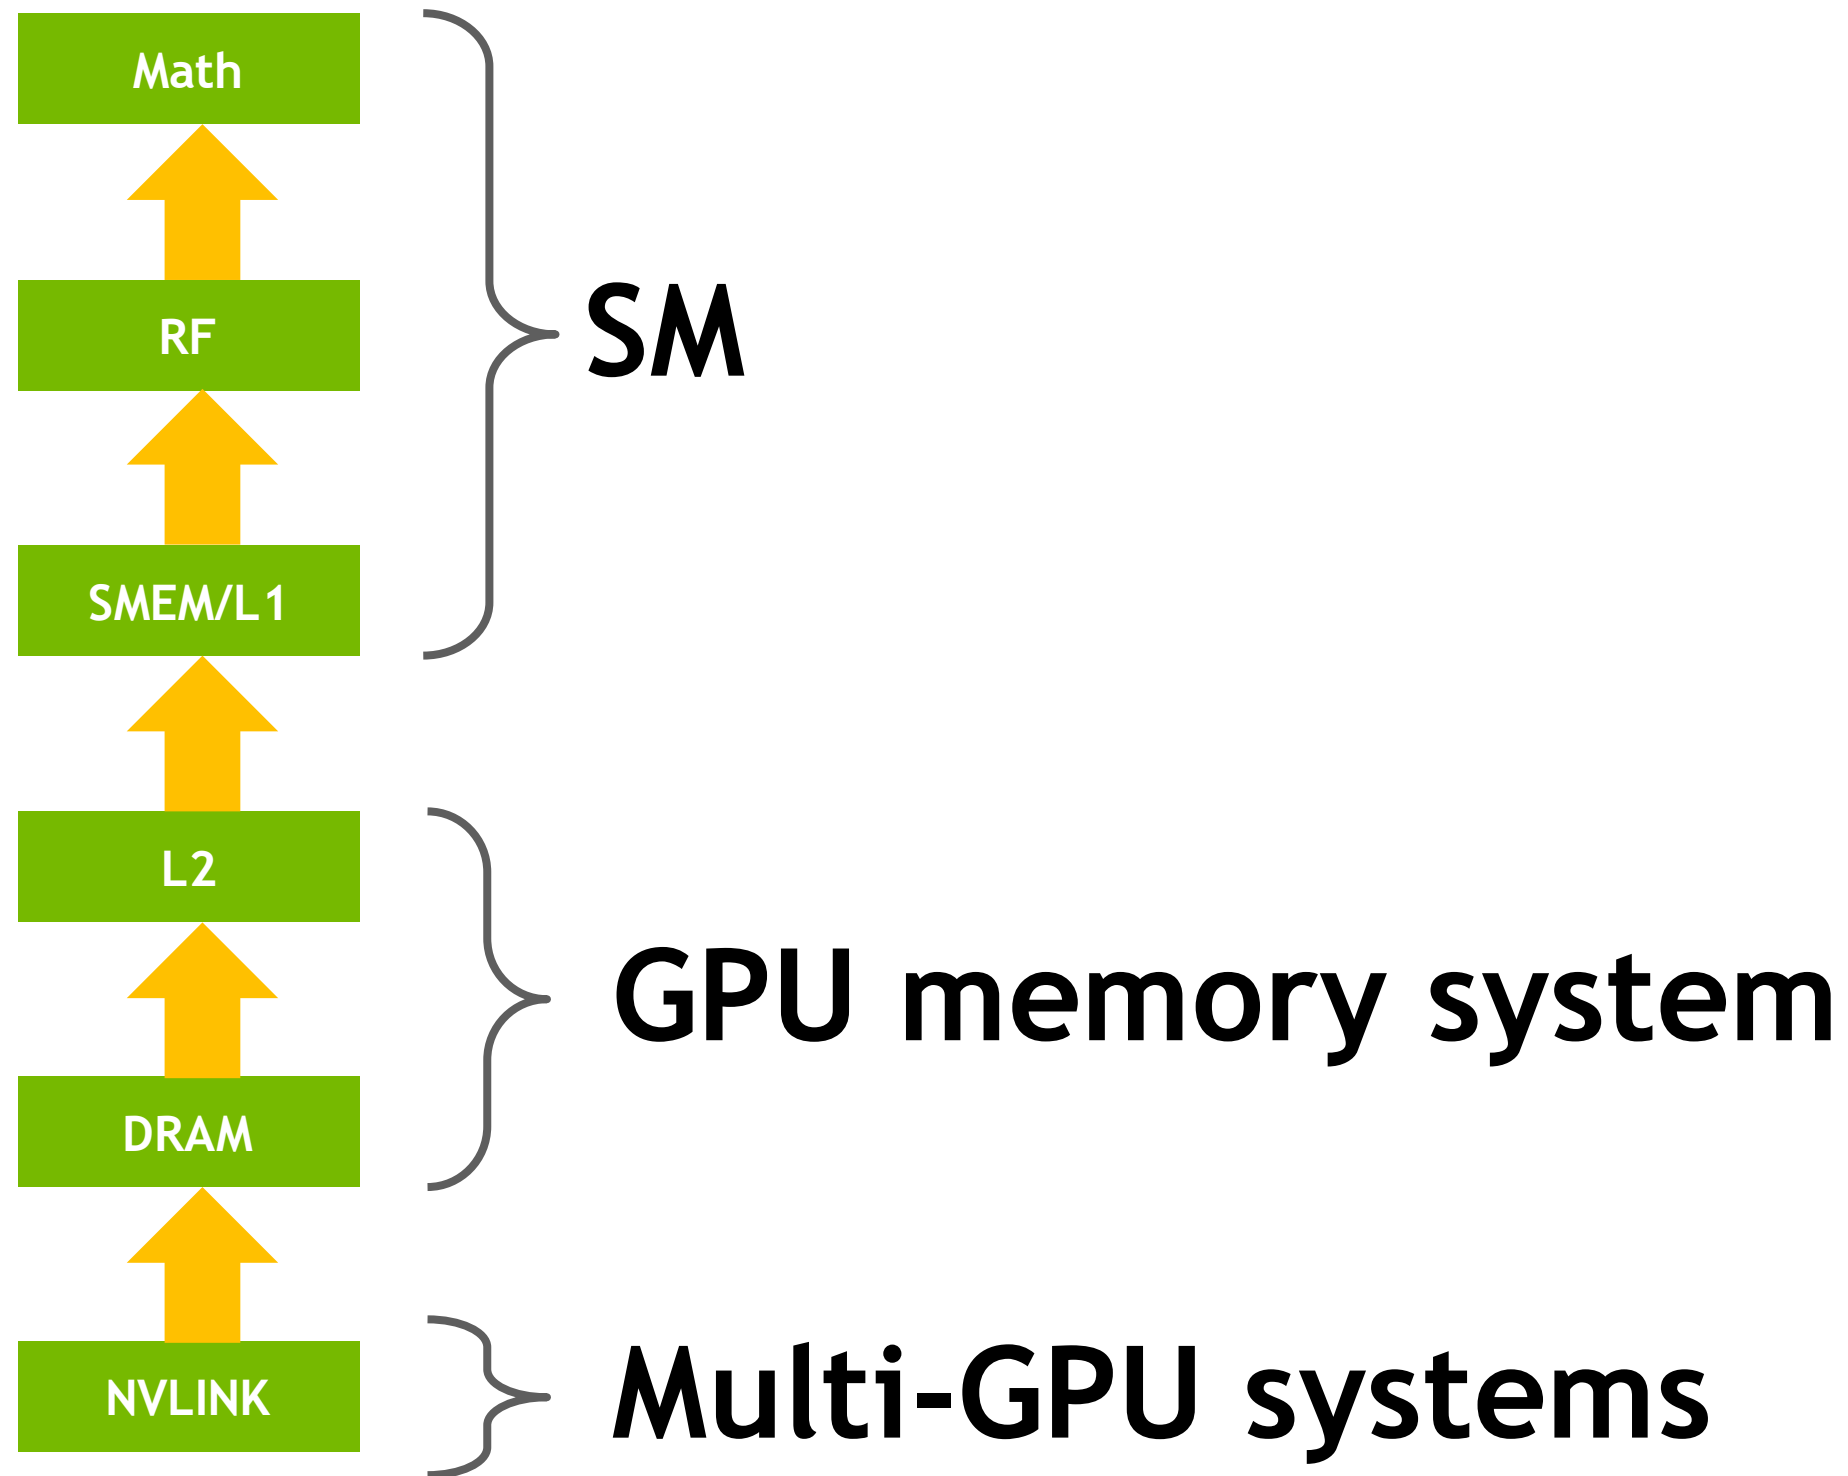 Math
RF
SM
SMEM/L1
L2
GPU memory system
DRAM
NVLINK
Multi-GPU systems